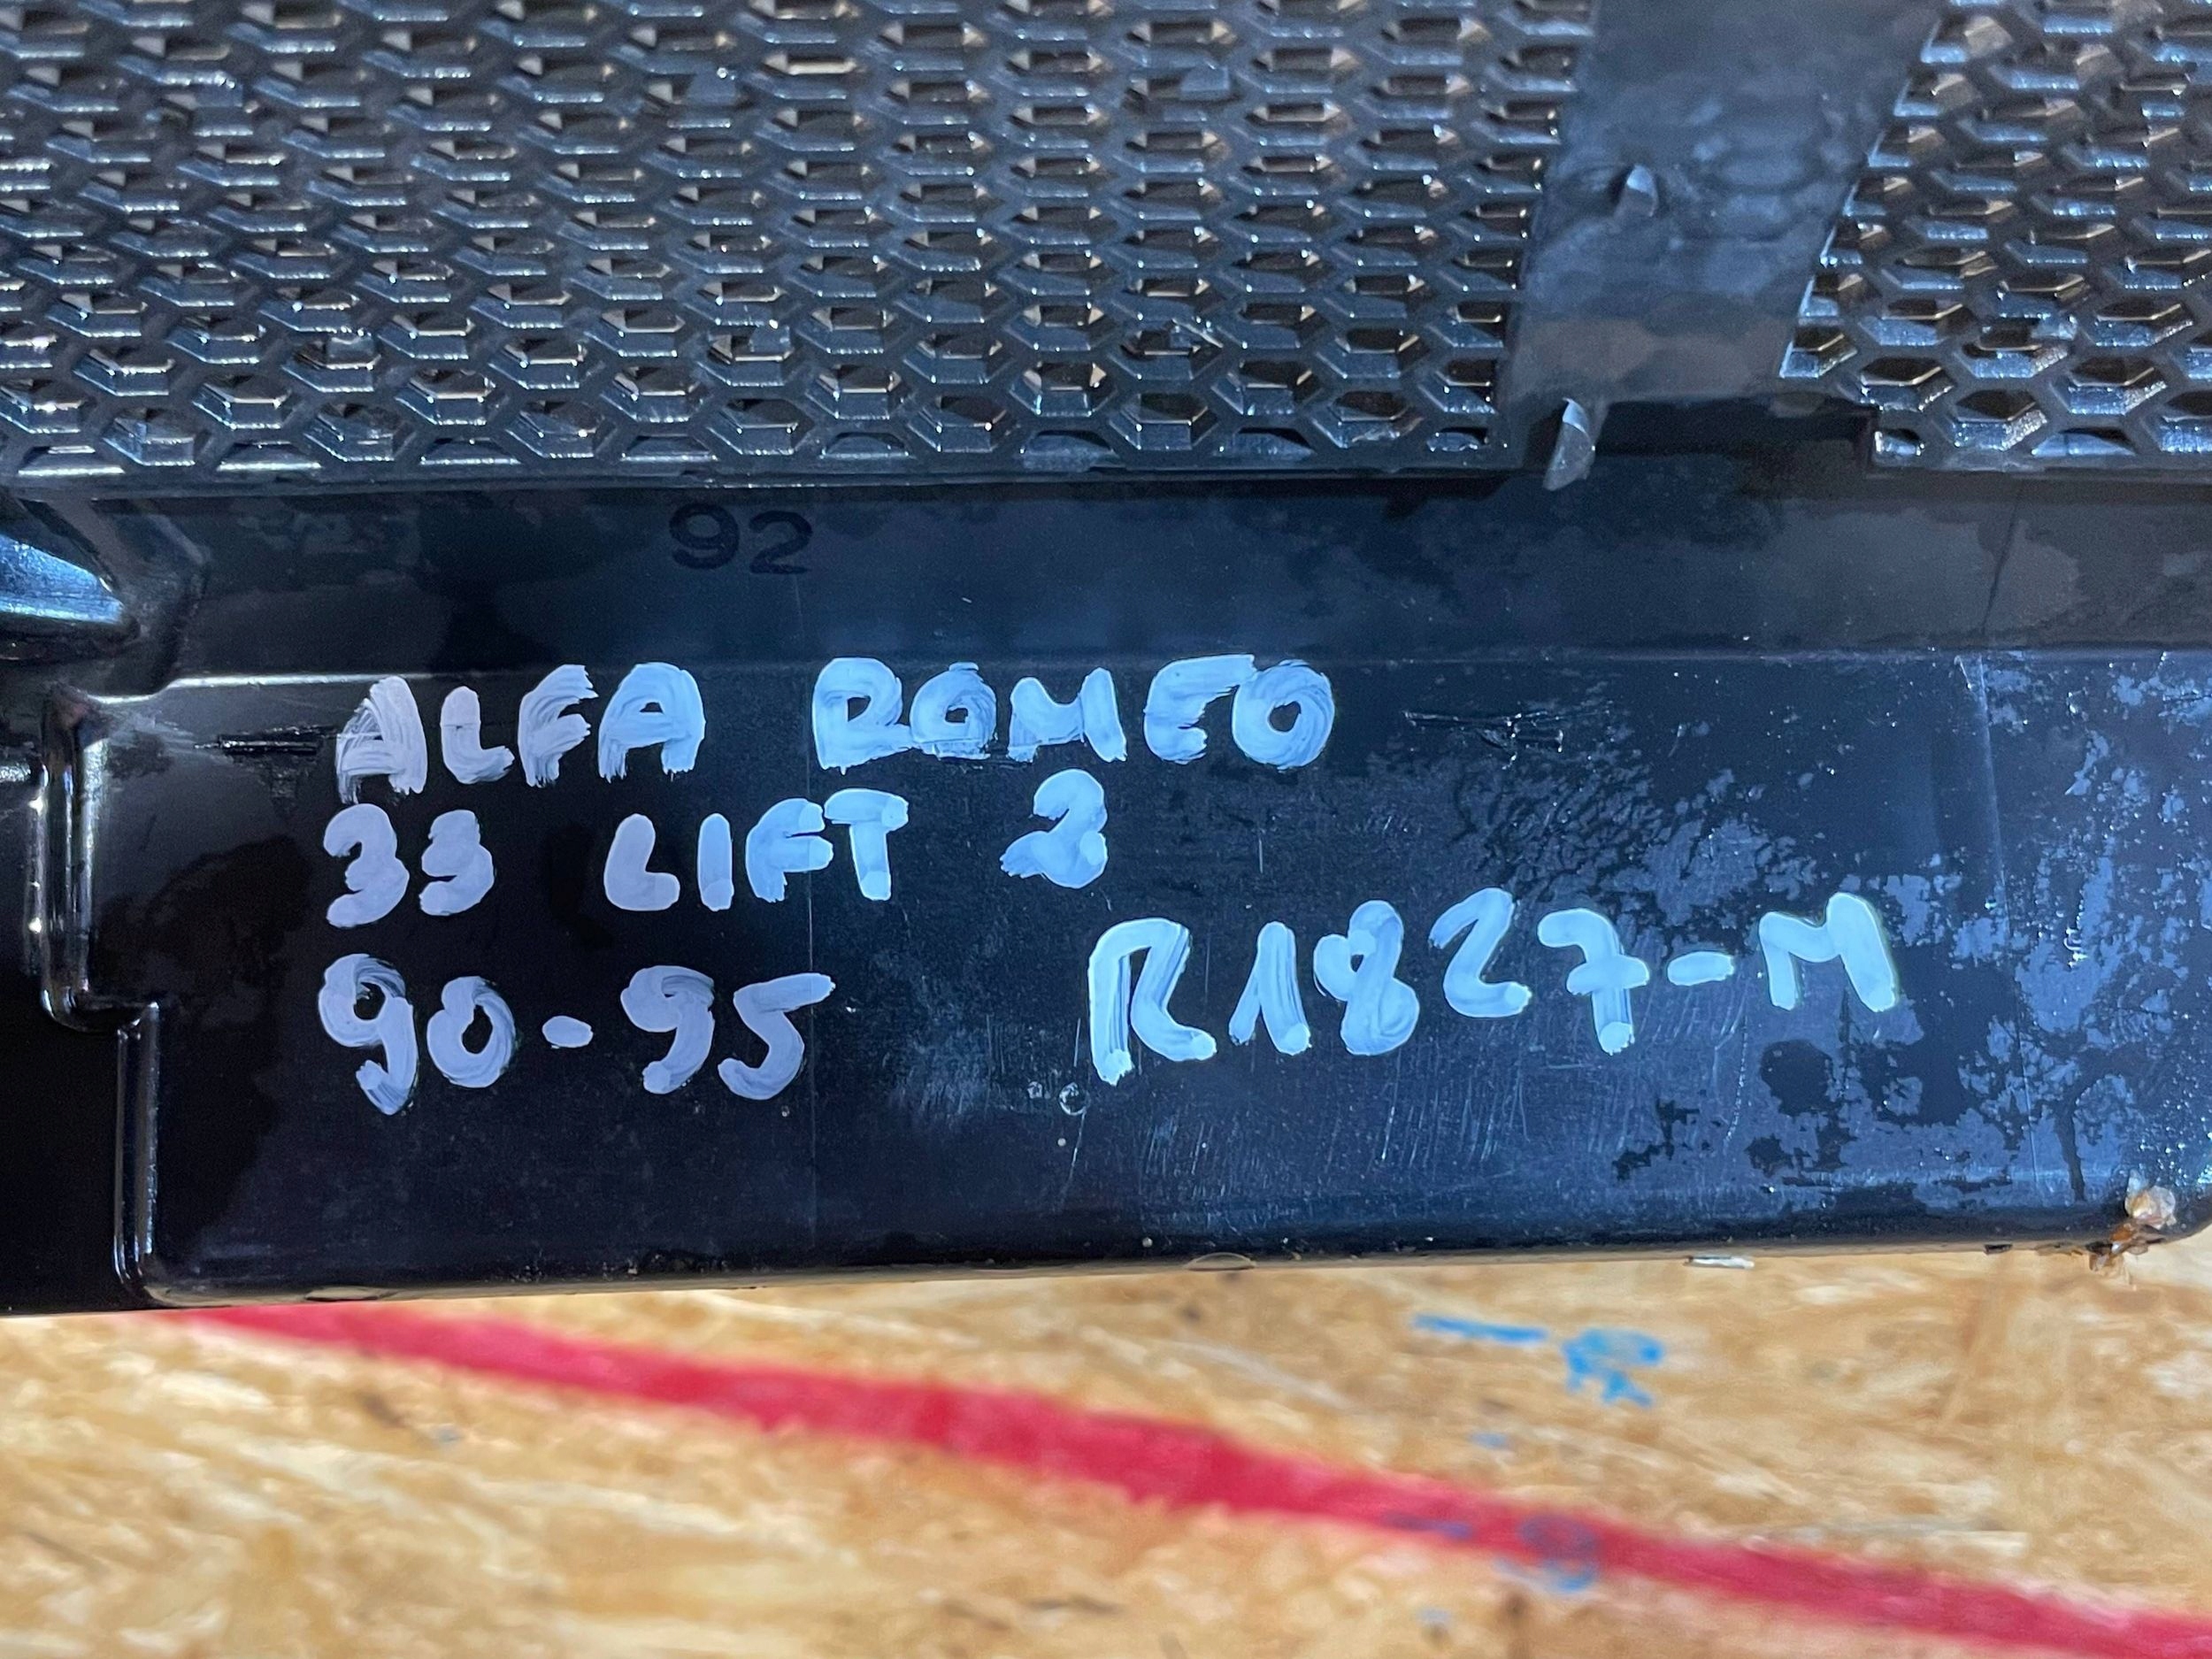 92
ALFA ROMEO
33 LIFT 2
90-95
R1827-M